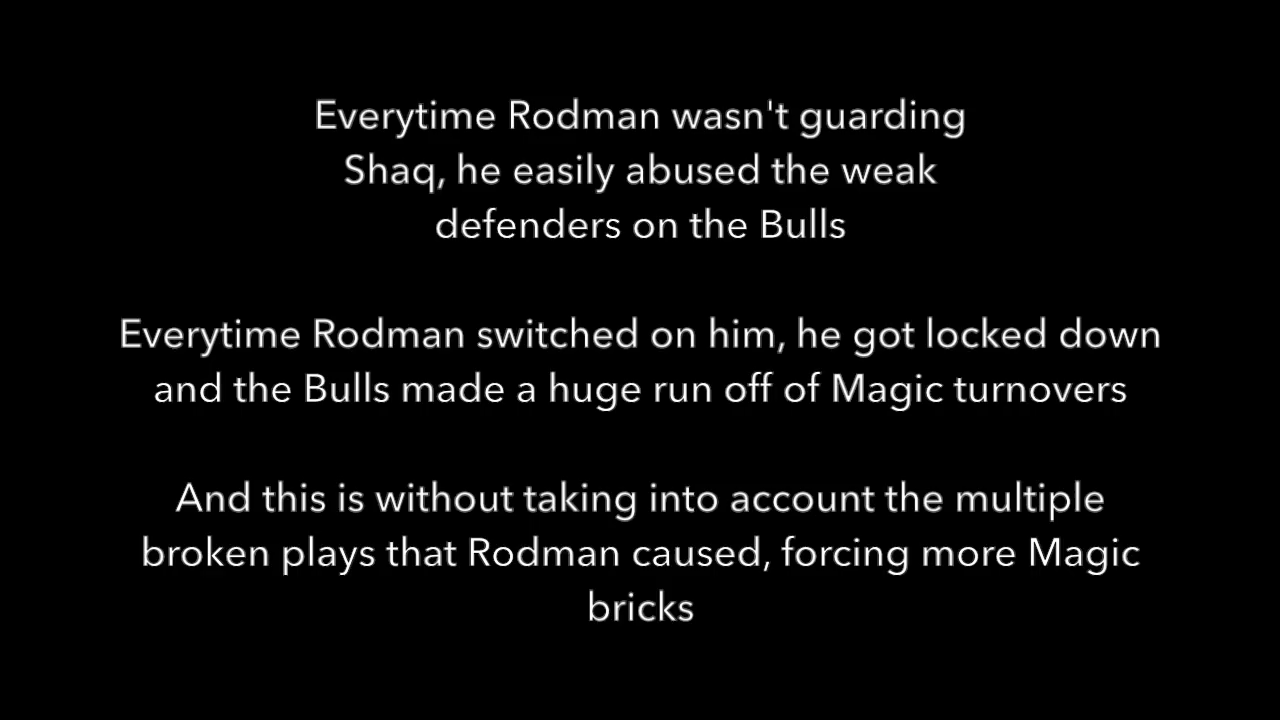 Everytime Rodman wasn't guarding
Shaq, he easily abused the weak
defenders on the Bulls
Everytime Rodman switched on him, he got locked down
and the Bulls made a huge run off of Magic turnovers
And this is without taking into account the multiple
broken plays that Rodman caused, forcing more Magic
bricks